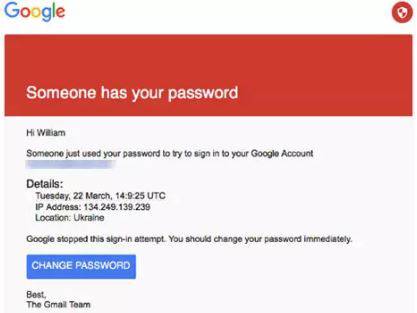 Google
Someone has your password
Hi William
Someone just used your password to try to sign in to your Google Account
Details:
Tuesday, 22 March, 14:9:25 UTC
IP Address: 134.249.139.239
Location: Ukraine
Google stopped this sign-in attempt. You should change your password immediately.
CHANGE PASSWORD
Best,
The Gmail Team